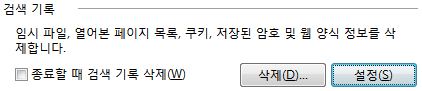 검색 기록
임시 파일, 열어본 페이지 목록, 쿠키, 저장된 암호 및 웹 양식 정보를 삭
제합니다.
종료할 때 검색 기록 삭제(W)
삭제(D)... 설정(S)